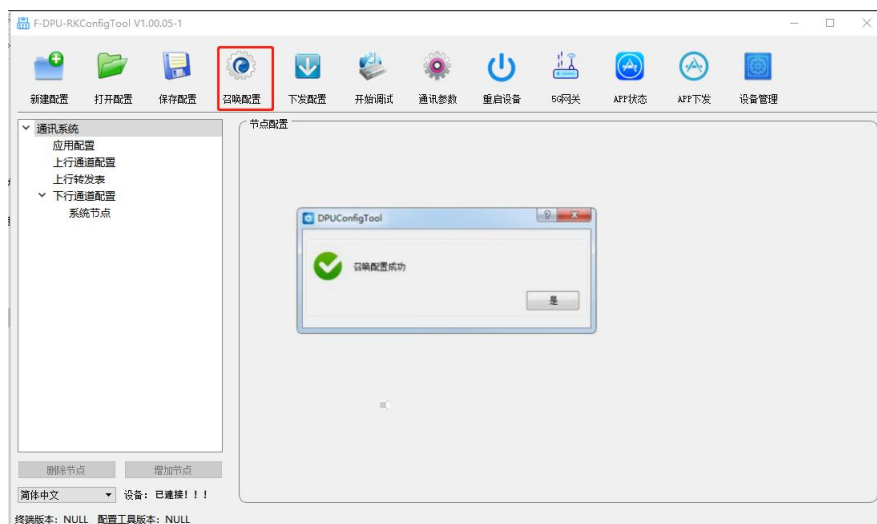 F-DPU-RKConfigTool V1.00.05-1
新建配置 打开配置 保存配置 召唤配置 下发配置 开始调试 通讯参数 重启设备 5G网关 APP状态 APP下发 设备管理
通讯系统
应用配置
上行通道配置
上行转发表
下行通道配置
系统节点
节点配置
DPUConfigTool
召唤配置成功
是
删除节点 增加节点
简体中文 设备: 已連接!!!
终端版本: NULL 配置工具版本: NULL